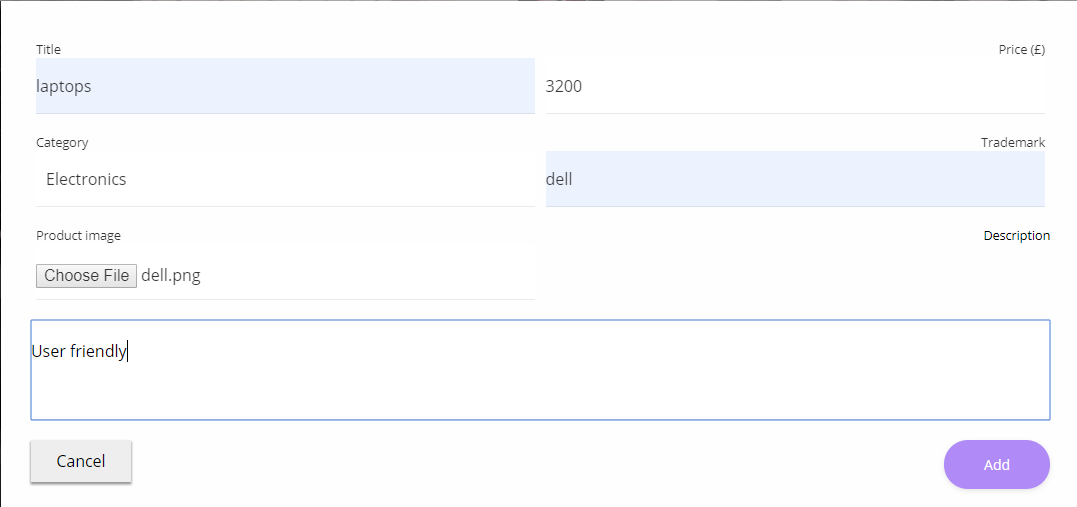 Title Price (£)
laptops 3200
Category Trademark
Electronics dell
Product image Description
Choose File dell.png
User friendly
Cancel Add